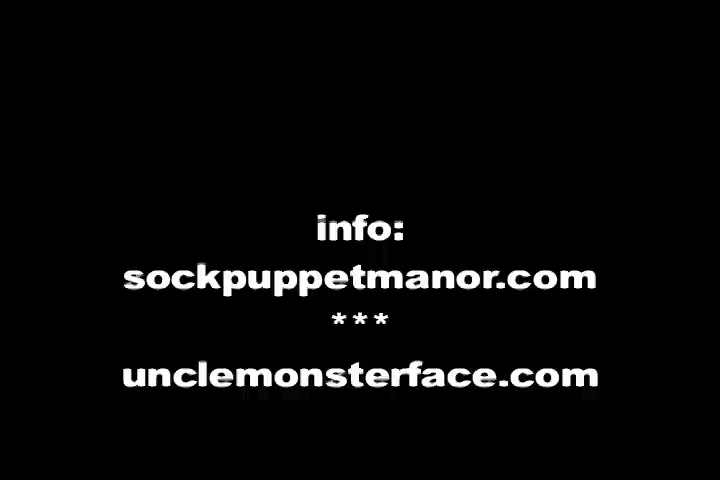 info:
sockpuppetmanor.com
***
unclemonsterface.com